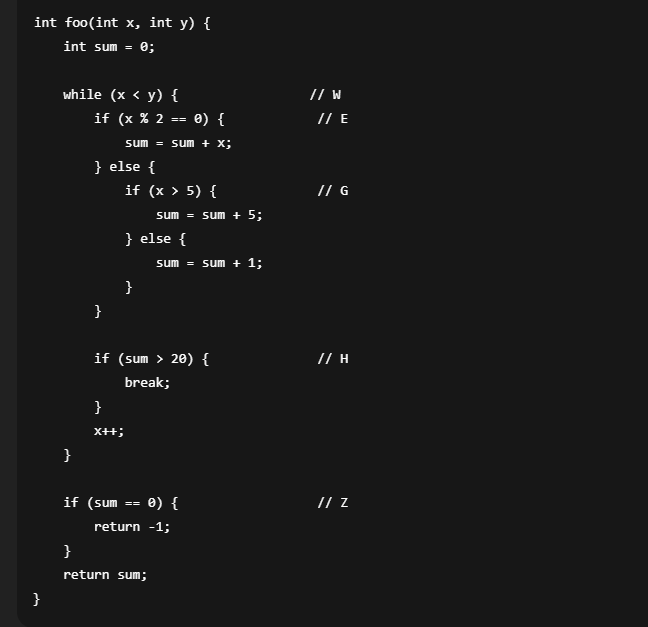 int foo(int x, int y) {
    int sum = 0;

    while (x < y) {                 // W
        if (x % 2 == 0) {            // E
            sum = sum + x;
        } else {
            if (x > 5) {             // G
                sum = sum + 5;
            } else {
                sum = sum + 1;
            }
        }

        if (sum > 20) {              // H
            break;
        }
        x++;
    }

    if (sum == 0) {                  // Z
        return -1;
    }
    return sum;
}